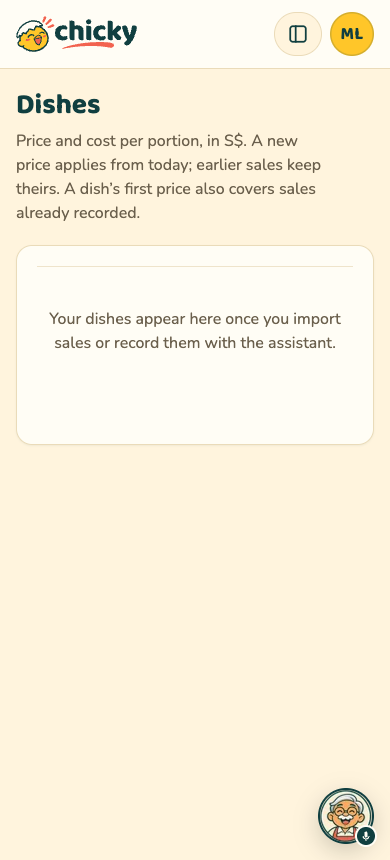 chicky
ML
Dishes
Price and cost per portion, in S$. A new
price applies from today; earlier sales keep
theirs. A dish’s first price also covers sales
already recorded.
Your dishes appear here once you import
sales or record them with the assistant.